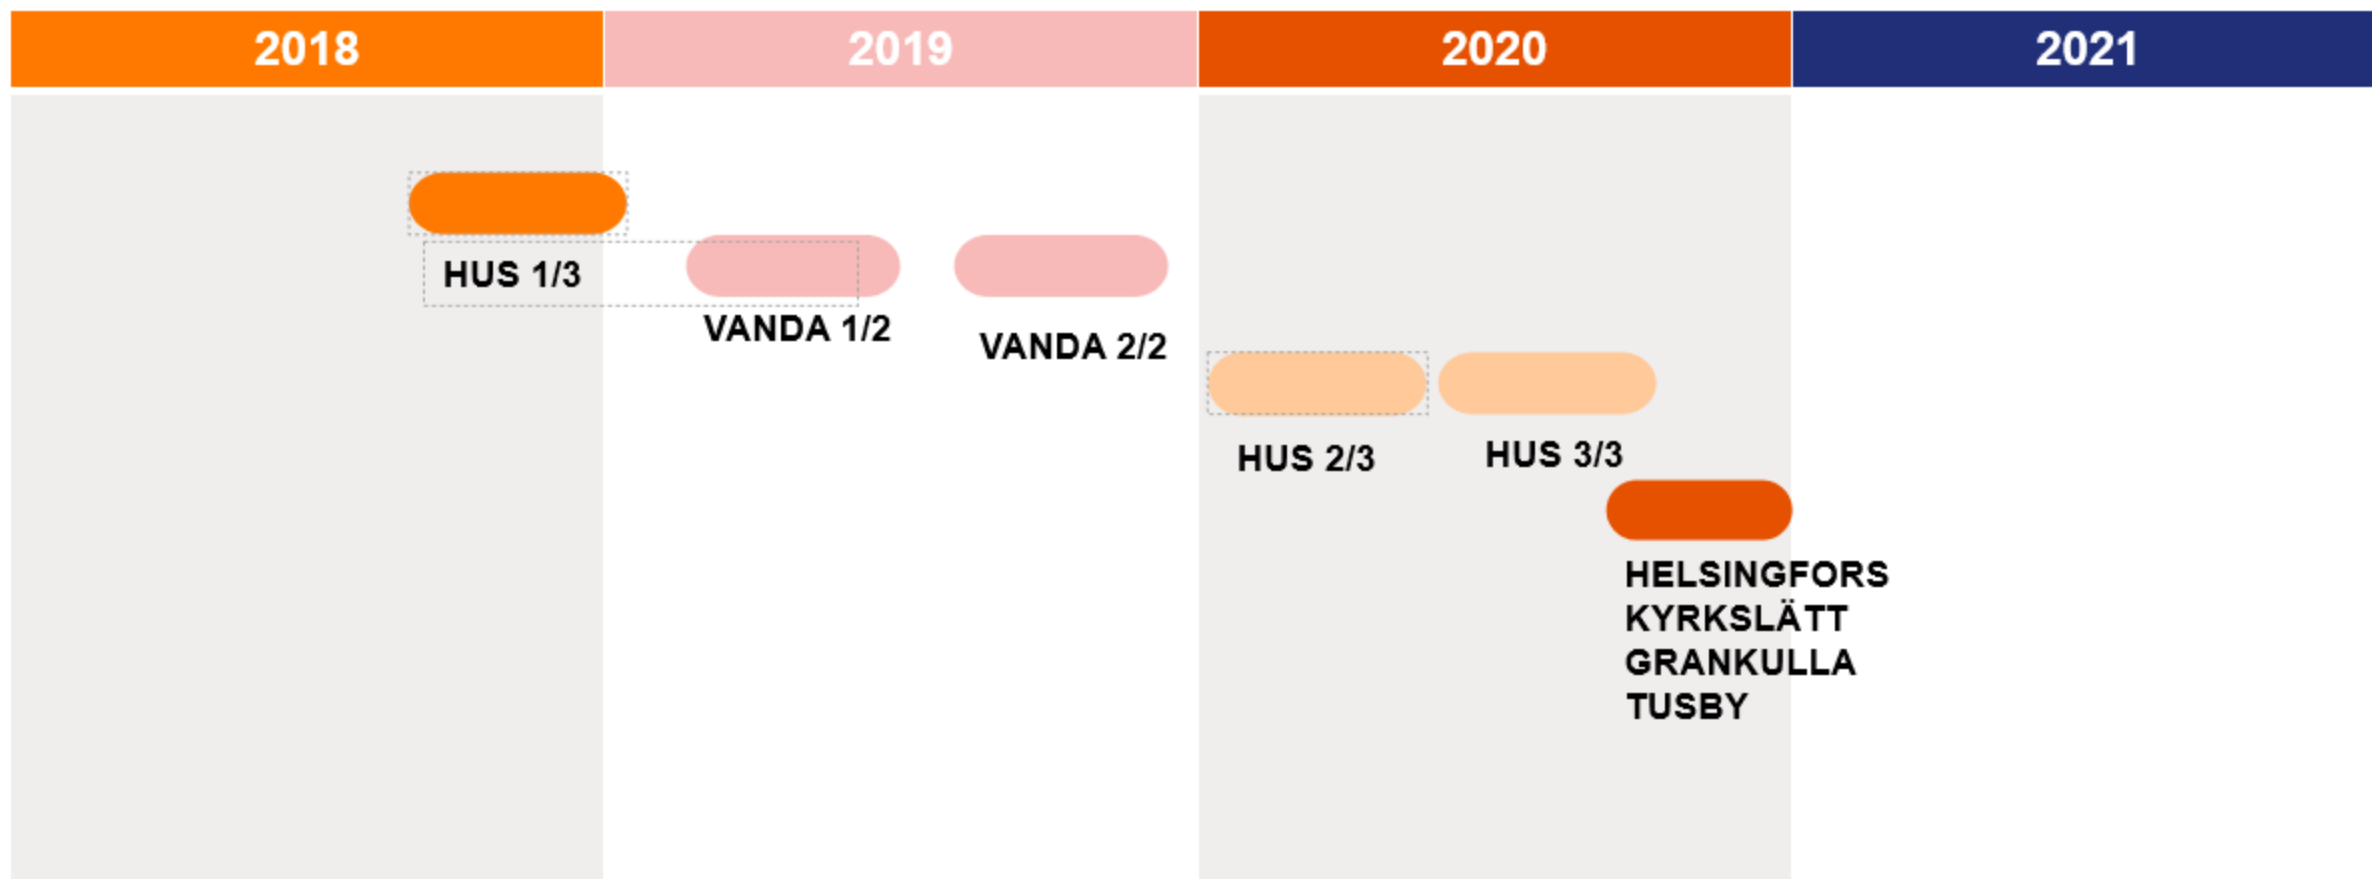 2018
2019
2020
2021
HUS 1/3
VANDA 1/2
VANDA 2/2
HUS 2/3
HUS 3/3
HELSINGFORS
KYRKSLÄTT
GRANKULLA
TUSBY